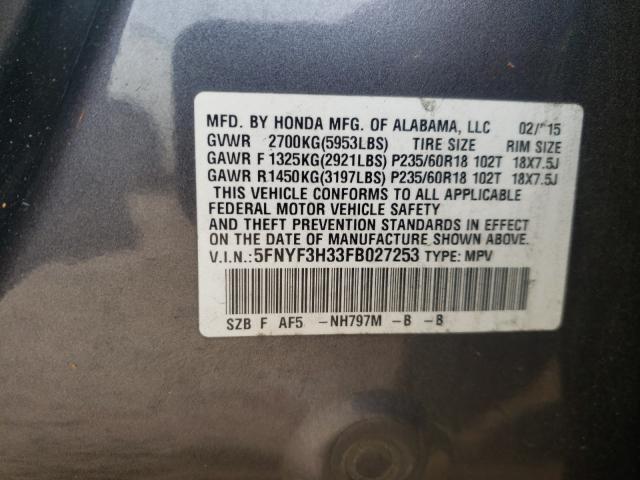 MFD. BY HONDA MFG. OF ALABAMA, LLC 02/15
GVWR 2700KG(5953LBS) TIRE SIZE RIM SIZE
GAWR F 1325KG(2921LBS) P235/60R18 102T 18X7.5J
GAWR R1450KG(3197LBS) P235/60R18 102T 18X7.5J
THIS VEHICLE CONFORMS TO ALL APPLICABLE
FEDERAL MOTOR VEHICLE SAFETY
AND THEFT PREVENTION STANDARDS IN EFFECT
ON THE DATE OF MANUFACTURE SHOWN ABOVE.
V.I.N.: 5FNYF3H33FB027253 TYPE: MPV
SZB F AF5 -NH797M -B -B